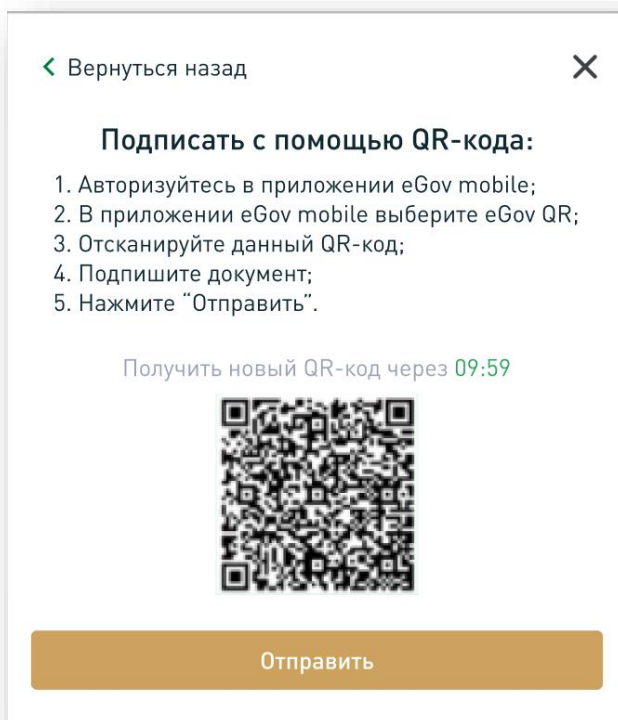 Вернуться назад
Подписать с помощью QR-кода:
1. Авторизуйтесь в приложении eGov mobile;
2. В приложении eGov mobile выберите eGov QR;
3. Отсканируйте данный QR-код;
4. Подпишите документ;
5. Нажмите “Отправить”.
Получить новый QR-код через 09:59
Отправить